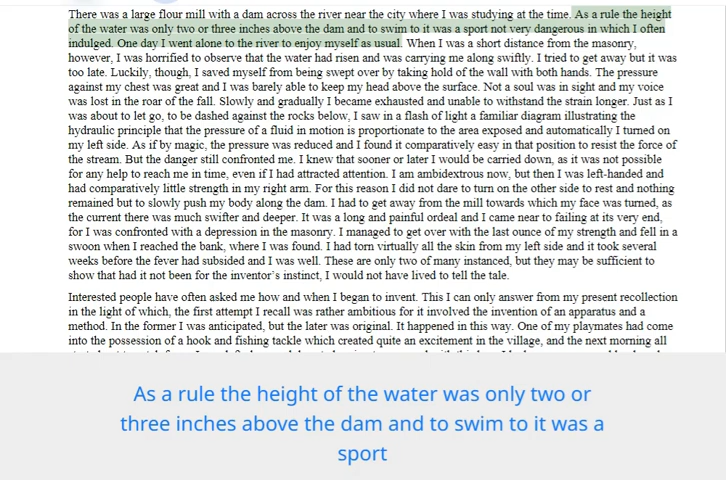 There was a large flour mill with a dam across the river near the city where I was studying at the time. As a rule the height
of the water was only two or three inches above the dam and to swim to it was a sport not very dangerous in which I often
indulged. One day I went alone to the river to enjoy myself as usual. When I was a short distance from the masonry,
however, I was horrified to observe that the water had risen and was carrying me along swiftly. I tried to get away but it was
too late. Luckily, though, I saved myself from being swept over by taking hold of the wall with both hands. The pressure
against my chest was great and I was barely able to keep my head above the surface. Not a soul was in sight and my voice
was lost in the roar of the fall. Slowly and gradually I became exhausted and unable to withstand the strain longer. Just as I
was about to let go, to be dashed against the rocks below, I saw in a flash of light a familiar diagram illustrating the
hydraulic principle that the pressure of a fluid in motion is proportionate to the area exposed and automatically I turned on
my left side. As if by magic, the pressure was reduced and I found it comparatively easy in that position to resist the force of
the stream. But the danger still confronted me. I knew that sooner or later I would be carried down, as it was not possible
for any help to reach me in time, even if I had attracted attention. I am ambidextrous now, but then I was left-handed and
had comparatively little strength in my right arm. For this reason I did not dare to turn on the other side to rest and nothing
remained but to slowly push my body along the dam. I had to get away from the mill towards which my face was turned, as
the current there was much swifter and deeper. It was a long and painful ordeal and I came near to failing at its very end,
for I was confronted with a depression in the masonry. I managed to get over with the last ounce of my strength and fell in a
swoon when I reached the bank, where I was found. I had torn virtually all the skin from my left side and it took several
weeks before the fever had subsided and I was well. These are only two of many instanced, but they may be sufficient to
show that had it not been for the inventor's instinct, I would not have lived to tell the tale.
Interested people have often asked me how and when I began to invent. This I can only answer from my present recollection
in the light of which, the first attempt I recall was rather ambitious for it involved the invention of an apparatus and a
method. In the former I was anticipated, but the later was original. It happened in this way. One of my playmates had come
into the possession of a hook and fishing tackle which created quite an excitement in the village, and the next morning all
As a rule the height of the water was only two or
three inches above the dam and to swim to it was a
sport